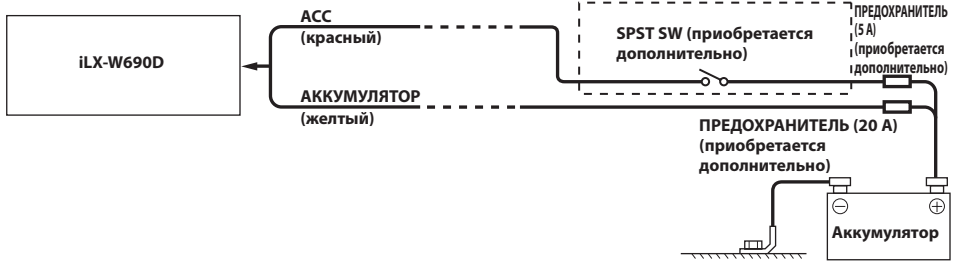 iLX-W690D
ACC
(красный)
SPST SW (приобретается
дополнительно)
ПРЕДОХРАНИТЕЛЬ
(5 А)
(приобретается
дополнительно)
АККУМУЛЯТОР
(желтый)
ПРЕДОХРАНИТЕЛЬ (20 А)
(приобретается
дополнительно)
Аккумулятор